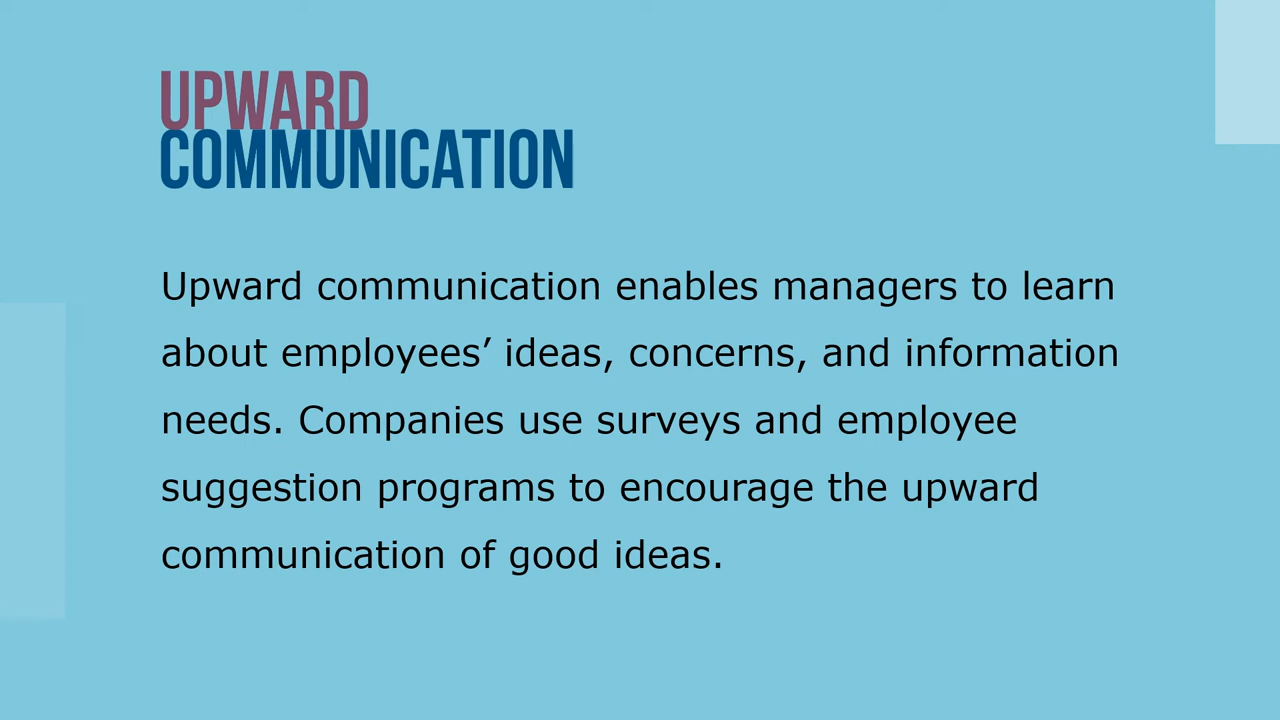 UPWARD
COMMUNICATION
Upward communication enables managers to learn
about employees’ ideas, concerns, and information
needs. Companies use surveys and employee
suggestion programs to encourage the upward
communication of good ideas.